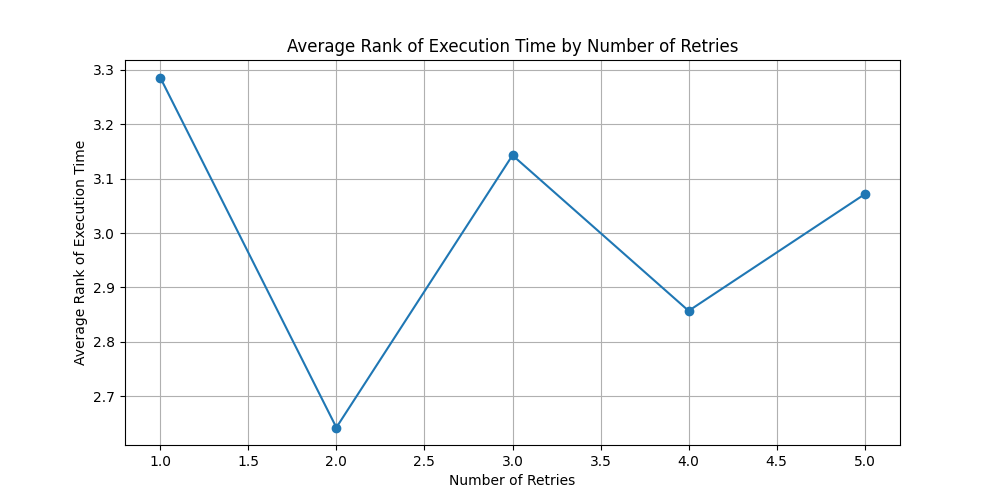 Average Rank of Execution Time by Number of Retries
Average Rank of Execution Time
3.3
3.2
3.1
3.0
2.9
2.8
2.7
1.0 1.5 2.0 2.5 3.0 3.5 4.0 4.5 5.0
Number of Retries